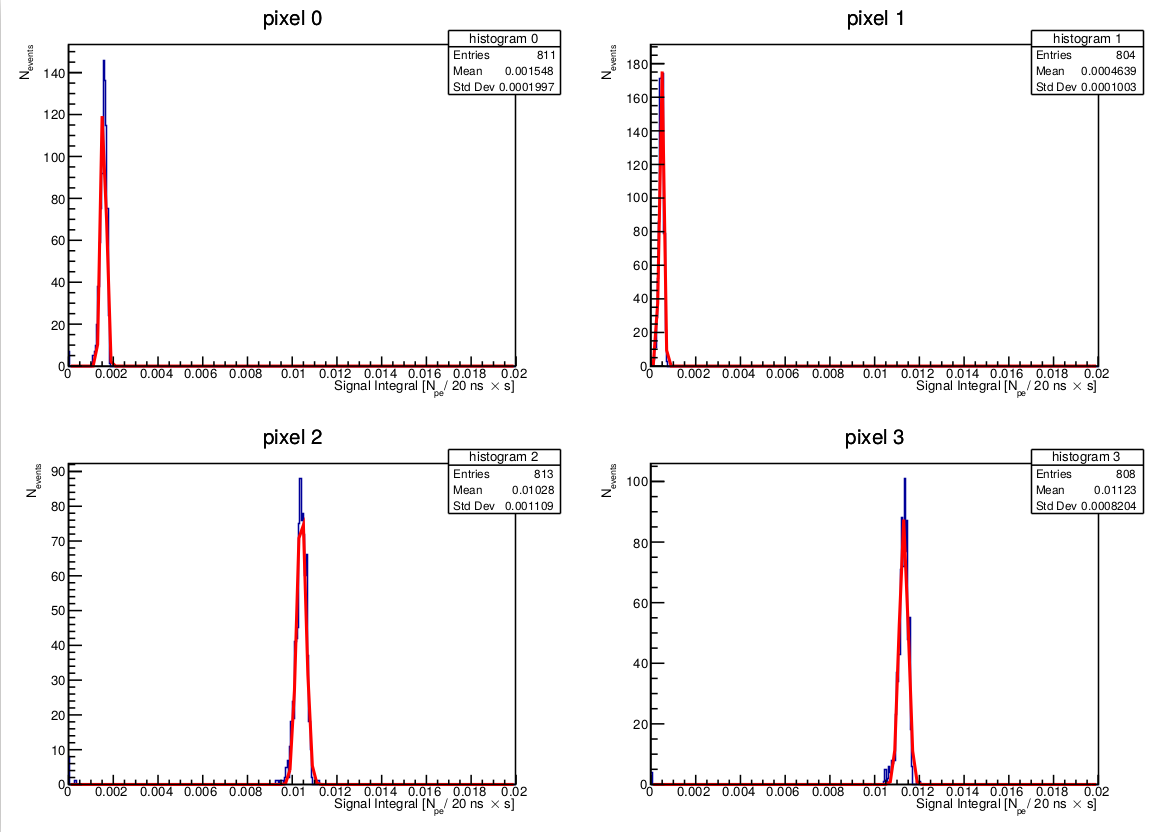 pixel 0
histogram 0
Entries 811
Mean 0.001548
Std Dev 0.0001997
N events
140
120
100
80
60
40
20
0
0 0.002 0.004 0.006 0.008 0.01 0.012 0.014 0.016 0.018 0.02
Signal Integral [Npe/ 20 ns × s]
pixel 1
histogram 1
Entries 804
Mean 0.0004639
Std Dev 0.0001003
N events
180
160
140
120
100
80
60
40
20
0
0 0.002 0.004 0.006 0.008 0.01 0.012 0.014 0.016 0.018 0.02
Signal Integral [Npe/ 20 ns × s]
pixel 2
histogram 2
Entries 813
Mean 0.01028
Std Dev 0.001109
N events
90
80
70
60
50
40
30
20
10
0
0 0.002 0.004 0.006 0.008 0.01 0.012 0.014 0.016 0.018 0.02
Signal Integral [Npe/ 20 ns × s]
pixel 3
histogram 3
Entries 808
Mean 0.01123
Std Dev 0.0008204
N events
100
80
60
40
20
0
0 0.002 0.004 0.006 0.008 0.01 0.012 0.014 0.016 0.018 0.02
Signal Integral [Npe/ 20 ns × s]